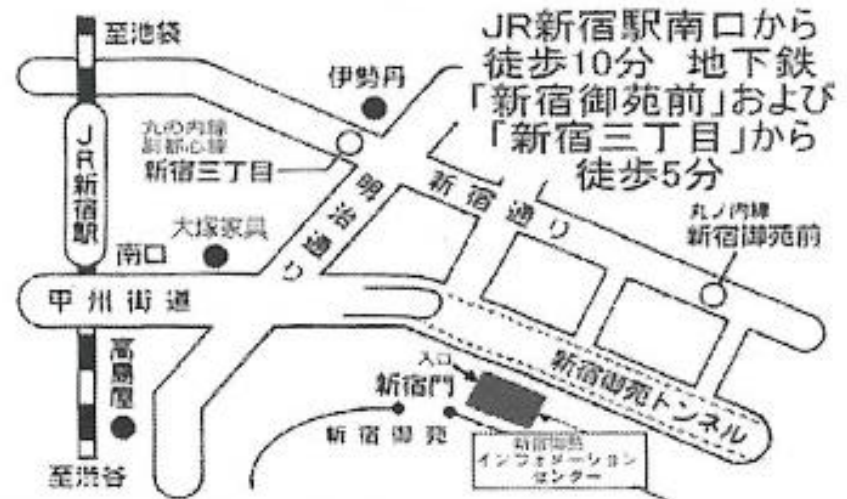 JR新宿駅南口から
徒歩10分 地下鉄
「新宿御苑前」および
「新宿三丁目」から
徒歩5分
至池袋
伊勢丹
丸の内線
副都心線
新宿三丁目
JR新宿駅
明治通り
新宿通り
丸ノ内線
新宿御苑前
大塚家具
南口
甲州街道
高島屋
入口
新宿門
新宿御苑トンネル
新宿御苑
新宿御苑
インフォメーション
センター
至渋谷